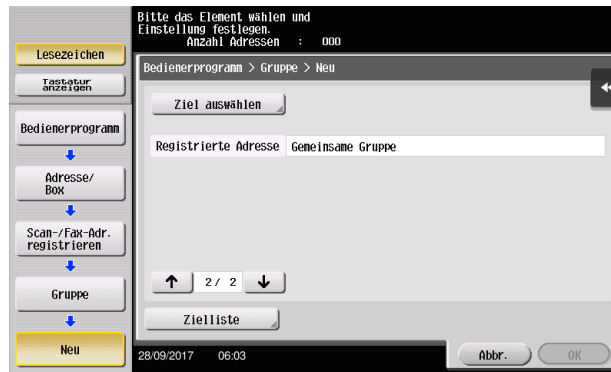 Bitte das Element wählen und
Einstellung festlegen.
Anzahl Adressen : 000
Lesezeichen
Tastatur
anzeigen
Bedienerprogramm
Adresse/
Box
Scan-/Fax-Adr.
registrieren
Gruppe
Neu
Bedienerprogramm > Gruppe > Neu
Ziel auswählen
Registrierte Adresse Gemeinsame Gruppe
2/ 2
Zielliste
28/09/2017 06:03
Abbr.
OK